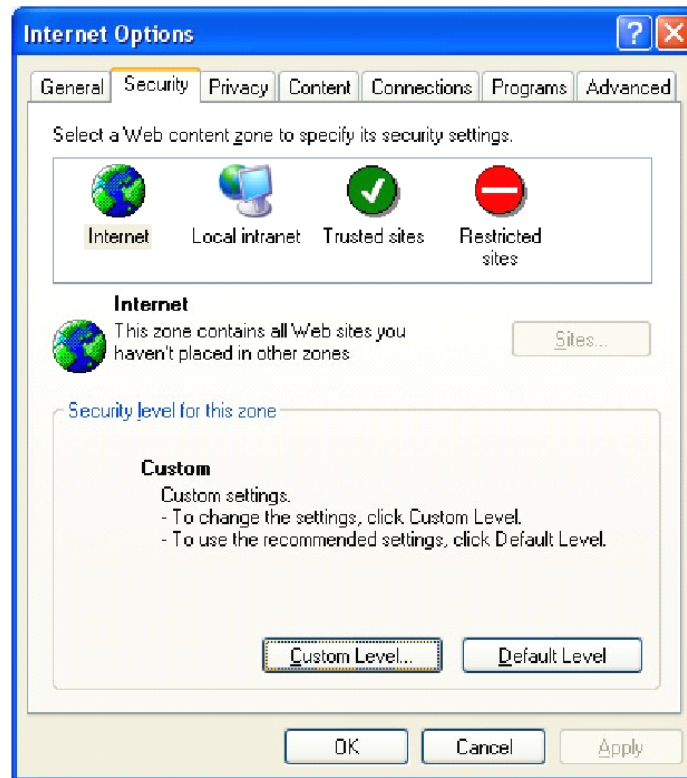 Internet Options
General Security Privacy Content Connections Programs Advanced
Select a Web content zone to specify its security settings.
Internet Local intranet Trusted sites Restricted sites
Internet
This zone contains all Web sites you
haven't placed in other zones
Sites...
Security level for this zone
Custom
Custom settings.
- To change the settings, click Custom Level.
- To use the recommended settings, click Default Level.
Custom Level... Default Level
OK Cancel Apply